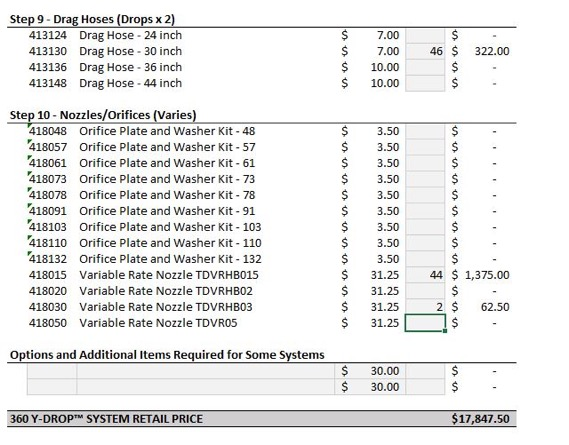 Step 9 - Drag Hoses (Drops x 2)
413124 Drag Hose - 24 inch $ 7.00 $ -
413130 Drag Hose - 30 inch $ 7.00 46 $ 322.00
413136 Drag Hose - 36 inch $ 10.00 $ -
413148 Drag Hose - 44 inch $ 10.00 $ -
Step 10 - Nozzles/Orifices (Varies)
418048 Orifice Plate and Washer Kit - 48 $ 3.50 $ -
418057 Orifice Plate and Washer Kit - 57 $ 3.50 $ -
418061 Orifice Plate and Washer Kit - 61 $ 3.50 $ -
418073 Orifice Plate and Washer Kit - 73 $ 3.50 $ -
418078 Orifice Plate and Washer Kit - 78 $ 3.50 $ -
418091 Orifice Plate and Washer Kit - 91 $ 3.50 $ -
418103 Orifice Plate and Washer Kit - 103 $ 3.50 $ -
418110 Orifice Plate and Washer Kit - 110 $ 3.50 $ -
418132 Orifice Plate and Washer Kit - 132 $ 3.50 $ -
418015 Variable Rate Nozzle TDVRHB015 $ 31.25 44 $ 1,375.00
418020 Variable Rate Nozzle TDVRHB02 $ 31.25 $ -
418030 Variable Rate Nozzle TDVRHB03 $ 31.25 2 $ 62.50
418050 Variable Rate Nozzle TDVR05 $ 31.25 $ -
Options and Additional Items Required for Some Systems
$ 30.00 $ -
$ 30.00 $ -
360 Y-DROP™ SYSTEM RETAIL PRICE $17,847.50